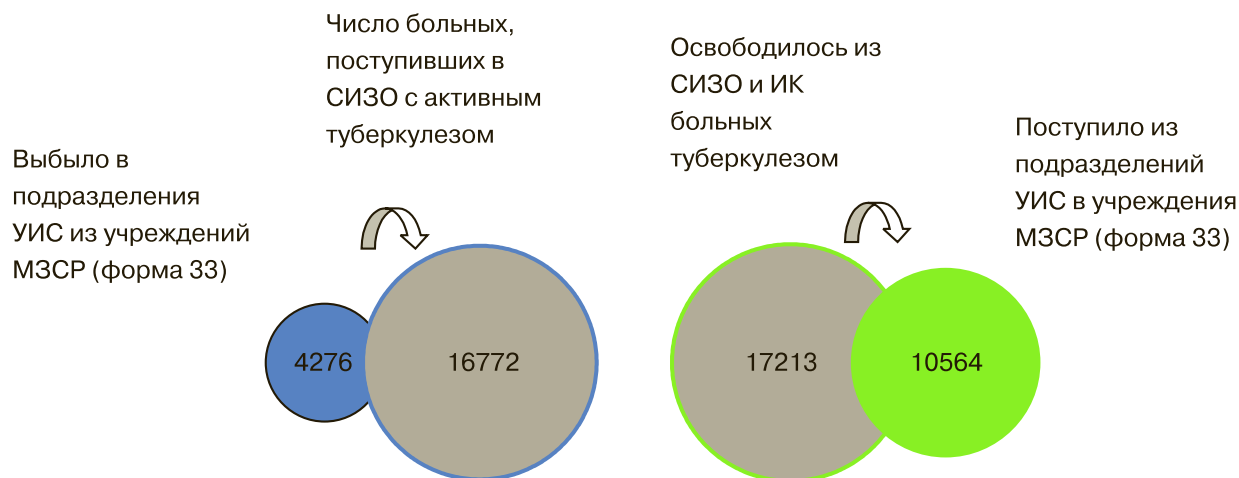 Число больных,
поступивших в
СИЗО с активным
туберкулезом
Освободилось из
СИЗО и ИК
больных
туберкулезом
Выбыло в
подразделения
УИС из учреждений
МЗСР (форма 33)
Поступило из
подразделений
УИС в учреждения
МЗСР (форма 33)
4276
16772
17213
10564